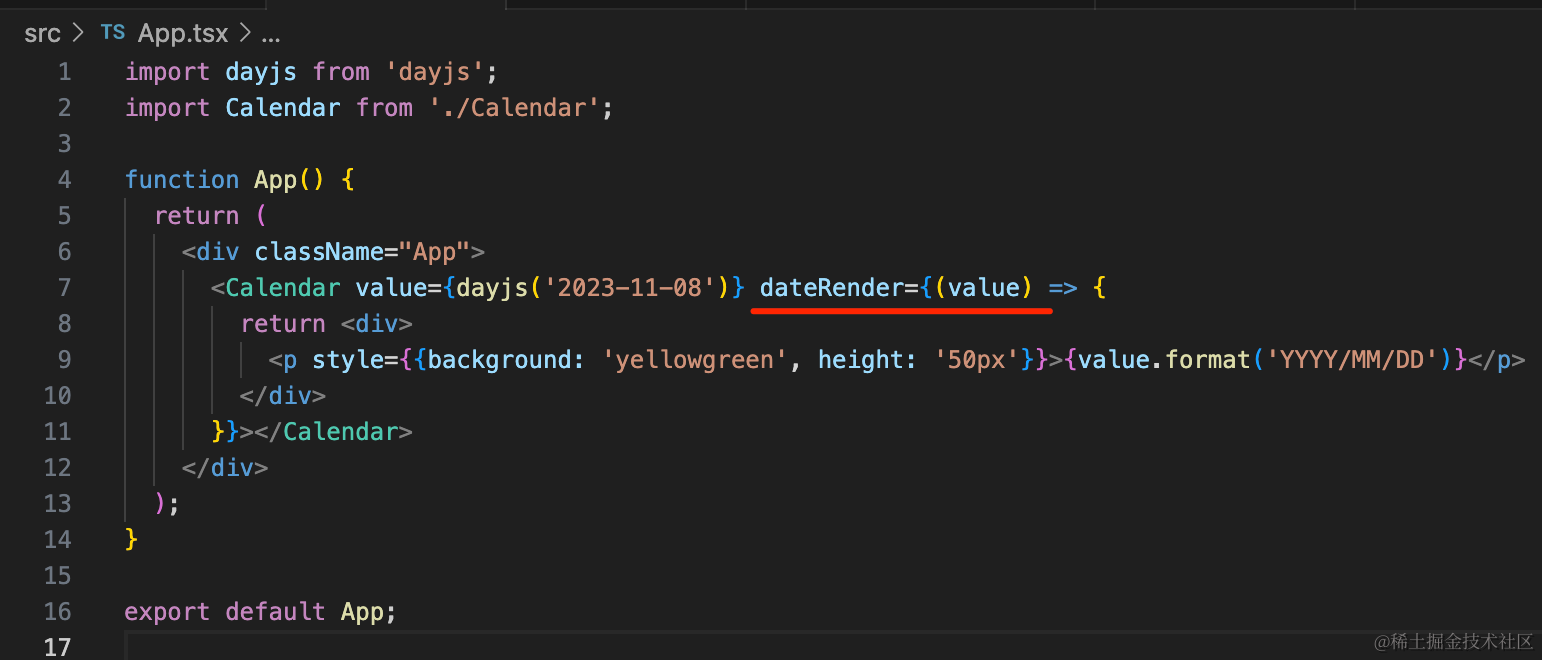 src > TS App.tsx > ...
1 import dayjs from 'dayjs';
2 import Calendar from './Calendar';
3
4 function App() {
5   return (
6     <div className="App">
7       <Calendar value={dayjs('2023-11-08')} dateRender={(value) => {
8         return <div>
9           <p style={{background: 'yellowgreen', height: '50px'}}>{value.format('YYYY/MM/DD')}</p>
10         </div>
11       }}></Calendar>
12     </div>
13   );
14 }
15
16 export default App;
17
@稀土掘金技术社区